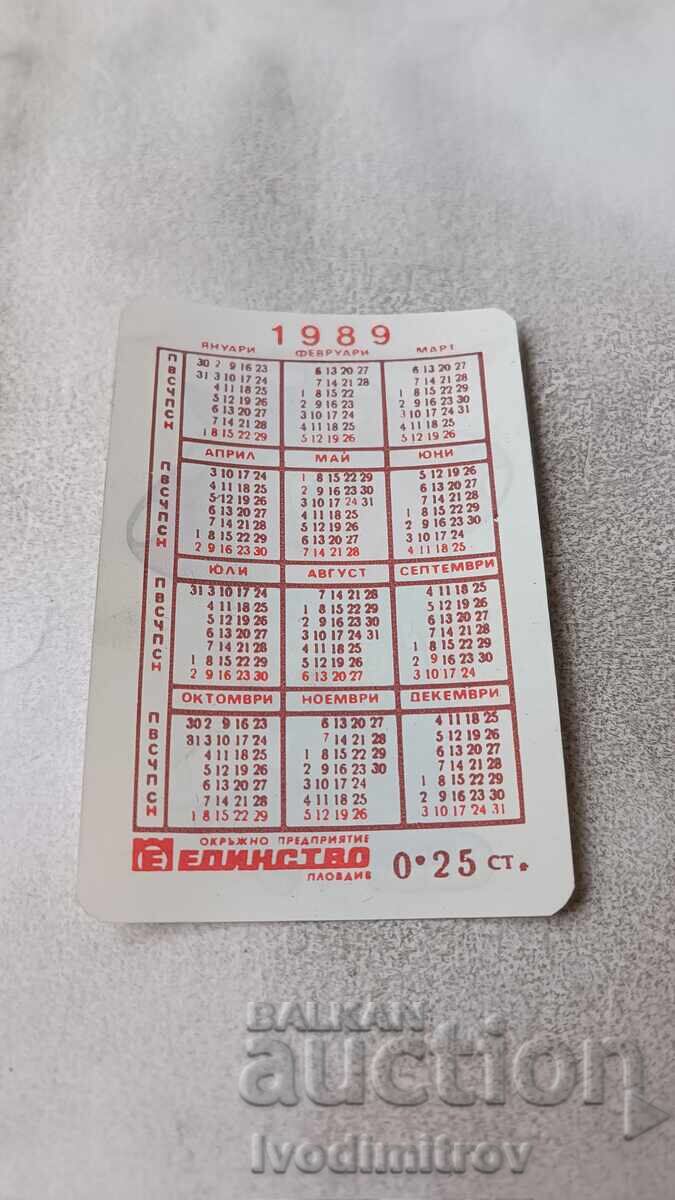 1989
ЯНУАРИ ФЕВРУАРИ МАРТ
П 30 2 9 16 23 6 13 20 27 6 13 20 27
В 31 3 10 17 24 7 14 21 28 7 14 21 28
С 4 11 18 25 1 8 15 22 1 8 15 22 29
Ч 5 12 19 26 2 9 16 23 2 9 16 23 30
П 6 13 20 27 3 10 17 24 3 10 17 24 31
С 7 14 21 28 4 11 18 25 4 11 18 25
Н 1 8 15 22 29 5 12 19 26 5 12 19 26
АПРИЛ МАЙ ЮНИ
П 3 10 17 24 1 8 15 22 29 5 12 19 26
В 4 11 18 25 2 9 16 23 30 6 13 20 27
С 5 12 19 26 3 10 17 24 31 7 14 21 28
Ч 6 13 20 27 4 11 18 25 1 8 15 22 29
П 7 14 21 28 5 12 19 26 2 9 16 23 30
С 1 8 15 22 29 6 13 20 27 3 10 17 24
Н 2 9 16 23 30 7 14 21 28 4 11 18 25
ЮЛИ АВГУСТ СЕПТЕМВРИ
П 31 3 10 17 24 7 14 21 28 4 11 18 25
В 4 11 18 25 1 8 15 22 29 5 12 19 26
С 5 12 19 26 2 9 16 23 30 6 13 20 27
Ч 6 13 20 27 3 10 17 24 31 7 14 21 28
П 7 14 21 28 4 11 18 25 1 8 15 22 29
С 1 8 15 22 29 5 12 19 26 2 9 16 23 30
Н 2 9 16 23 30 6 13 20 27 3 10 17 24
ОКТОМВРИ НОЕМВРИ ДЕКЕМВРИ
П 30 2 9 16 23 6 13 20 27 4 11 18 25
В 31 3 10 17 24 7 14 21 28 5 12 19 26
С 4 11 18 25 1 8 15 22 29 6 13 20 27
Ч 5 12 19 26 2 9 16 23 30 7 14 21 28
П 6 13 20 27 3 10 17 24 1 8 15 22 29
С 7 14 21 28 4 11 18 25 2 9 16 23 30
Н 1 8 15 22 29 5 12 19 26 3 10 17 24 31
ОКРЪЖНО ПРЕДПРИЯТИЕ
Е ЕДИНСТВО 0.25 СТ.
ПЛОВДИВ
BALKAN
auction
Ivodimitrov